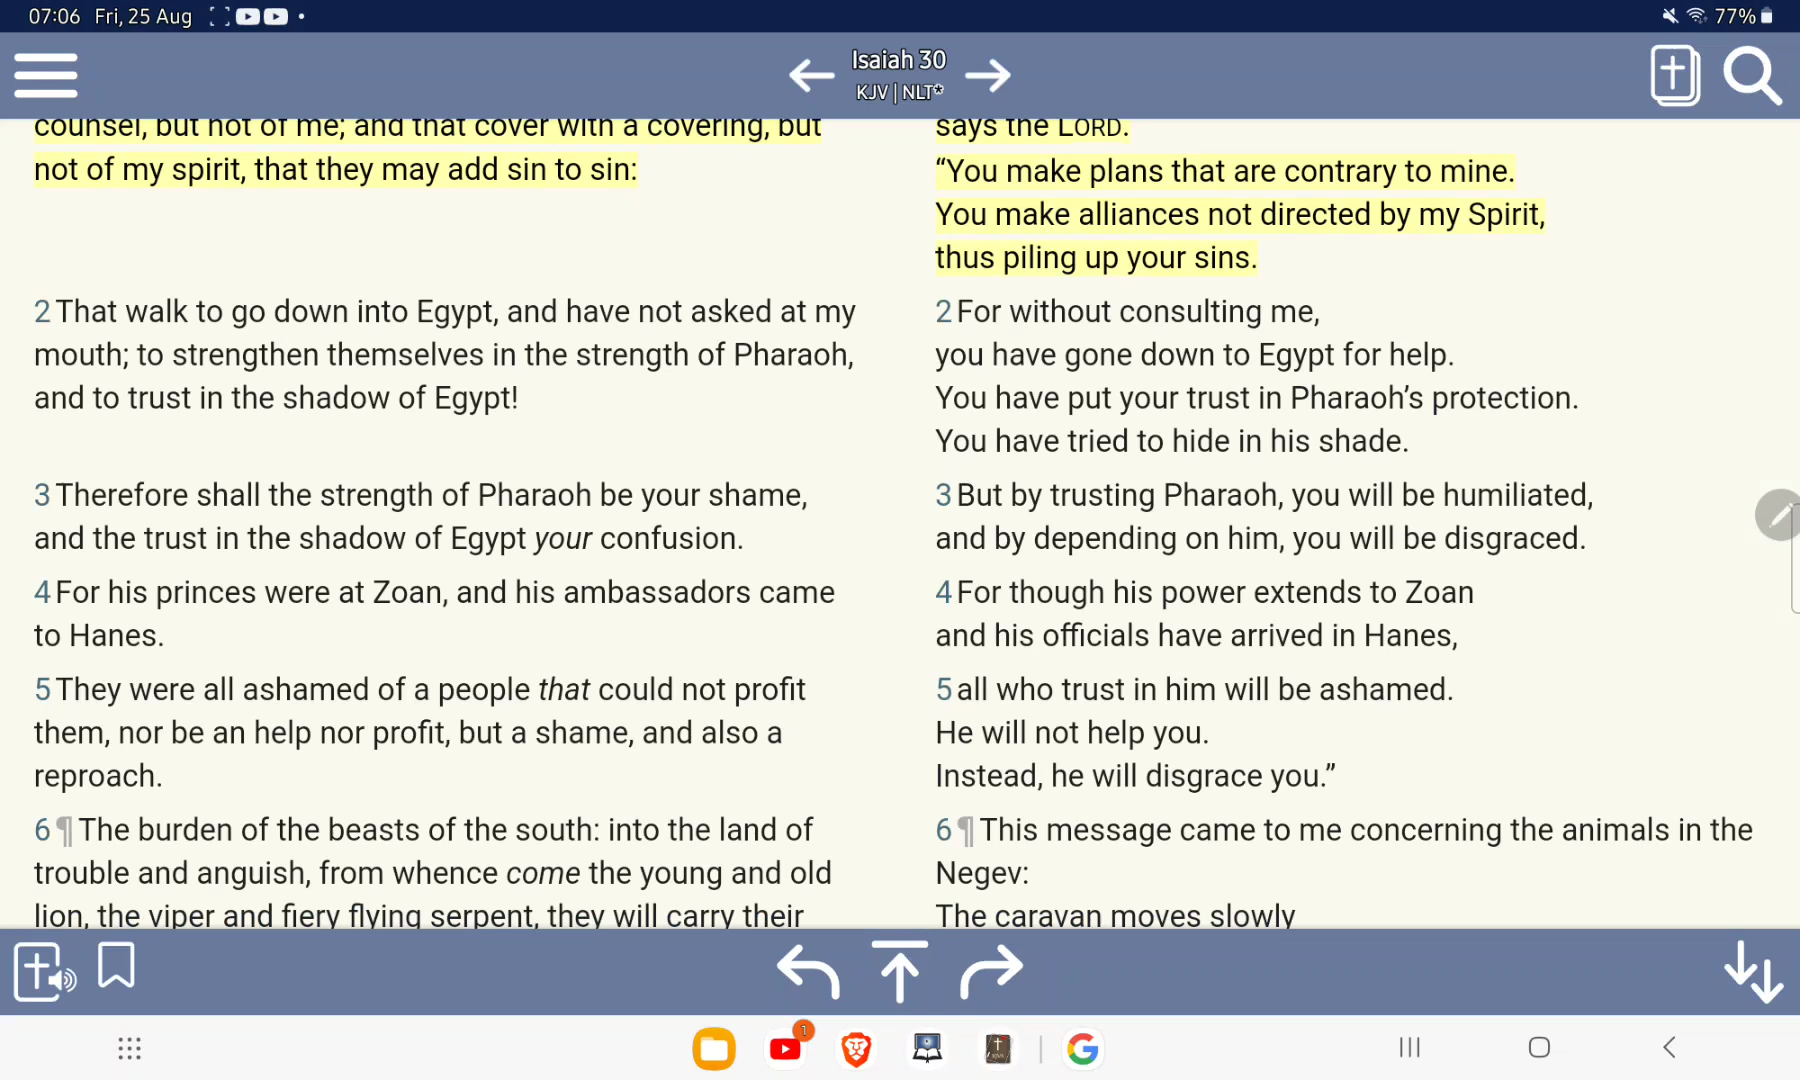 07:06 Fri, 25 Aug
77%
Isaiah 30
KJV | NLT*
counsel, but not of me; and that cover with a covering, but
not of my spirit, that they may add sin to sin:
2 That walk to go down into Egypt, and have not asked at my
mouth; to strengthen themselves in the strength of Pharaoh,
and to trust in the shadow of Egypt!
3 Therefore shall the strength of Pharaoh be your shame,
and the trust in the shadow of Egypt your confusion.
4 For his princes were at Zoan, and his ambassadors came
to Hanes.
5 They were all ashamed of a people that could not profit
them, nor be an help nor profit, but a shame, and also a
reproach.
6 ¶ The burden of the beasts of the south: into the land of
trouble and anguish, from whence come the young and old
lion, the viper and fiery flying serpent, they will carry their
says the LORD.
“You make plans that are contrary to mine.
You make alliances not directed by my Spirit,
thus piling up your sins.
2 For without consulting me,
you have gone down to Egypt for help.
You have put your trust in Pharaoh’s protection.
You have tried to hide in his shade.
3 But by trusting Pharaoh, you will be humiliated,
and by depending on him, you will be disgraced.
4 For though his power extends to Zoan
and his officials have arrived in Hanes,
5 all who trust in him will be ashamed.
He will not help you.
Instead, he will disgrace you.”
6 ¶ This message came to me concerning the animals in the
Negev:
The caravan moves slowly
1